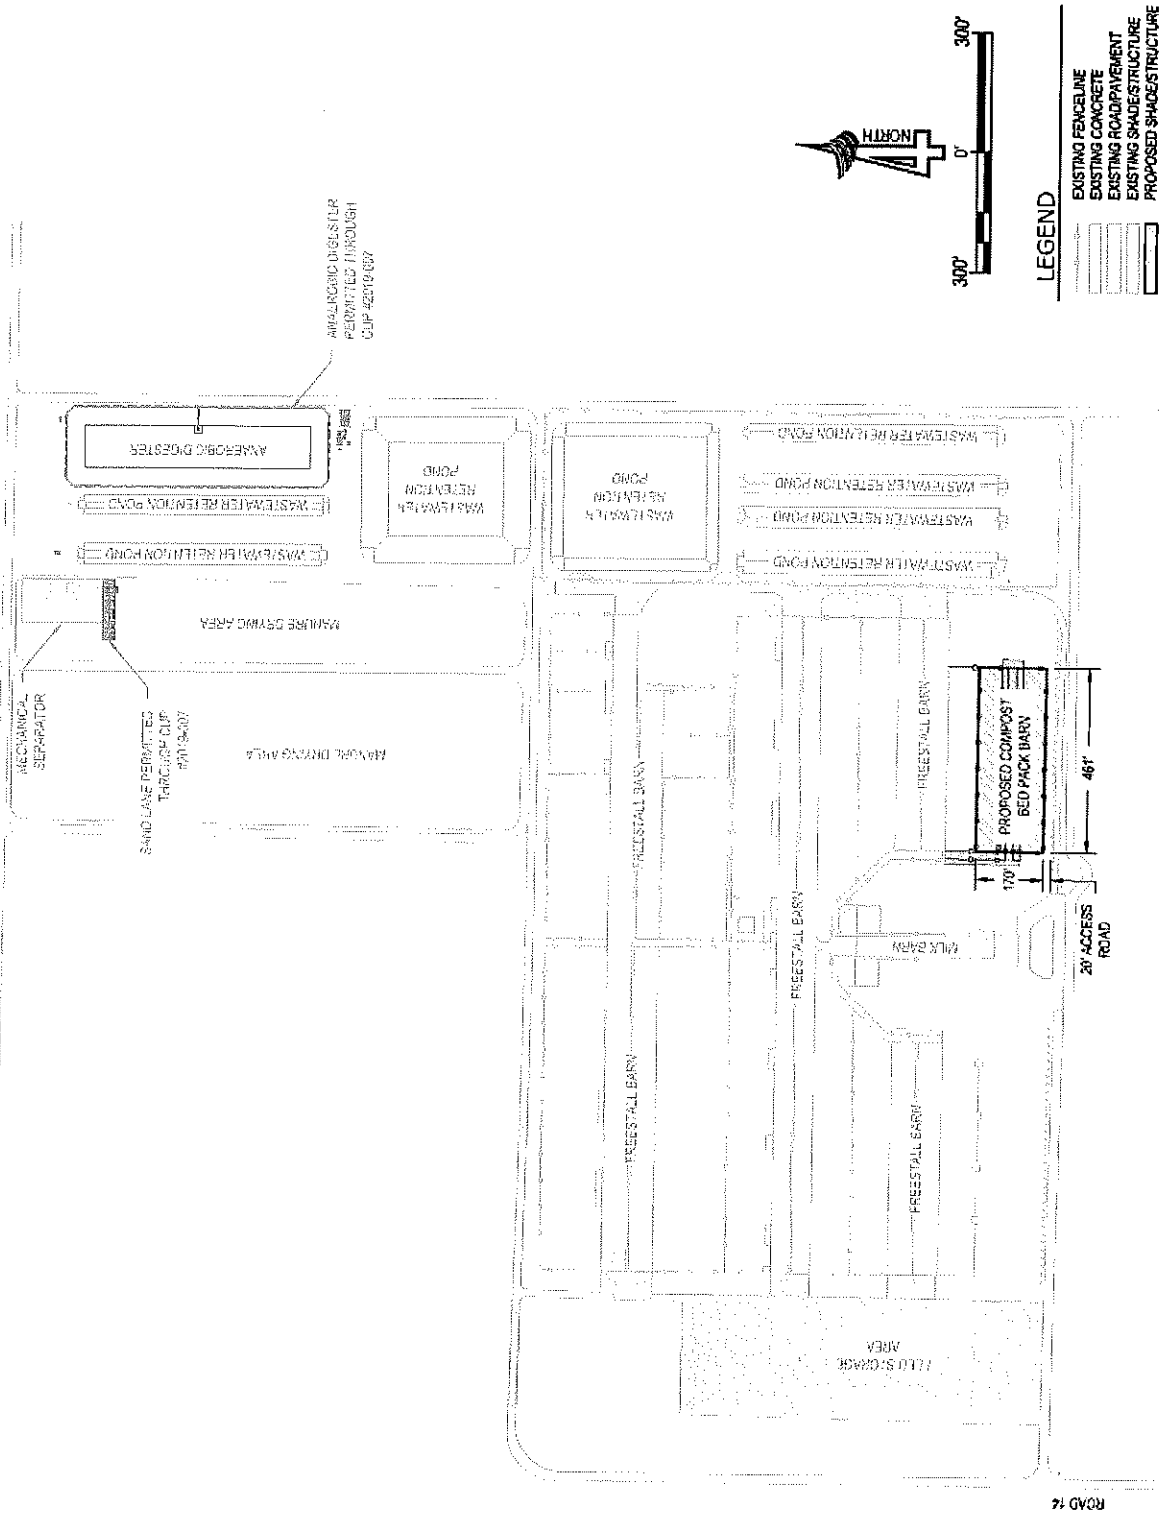 300'
0'
300'
NORTH
LEGEND
EXISTING FENCELINE
EXISTING CONCRETE
EXISTING ROAD/PAVEMENT
EXISTING SHADE/STRUCTURE
PROPOSED SHADE/STRUCTURE
ANAEROBIC DIGESTER
PERMITTED THROUGH
CUP #2019-007
ANAEROBIC DIGESTER
WASTEWATER RETENTION POND
WASTEWATER RETENTION POND
WASTEWATER
RETENTION
POND
WASTEWATER
RETENTION
POND
WASTEWATER RETENTION POND
WASTEWATER RETENTION POND
WASTEWATER RETENTION POND
WASTEWATER RETENTION POND
MECHANICAL
SEPARATOR
SAND LANE PERMITTED
THROUGH CUP
#2019-007
MANURE DRYING AREA
MANURE DRYING AREA
FREESTALL BARN
FREESTALL BARN
FREESTALL BARN
FREESTALL BARN
FREESTALL BARN
MILK BARN
PROPOSED COMPOST
BED PACK BARN
461'
170'
20' ACCESS
ROAD
FEED STORAGE
AREA
ROAD 14